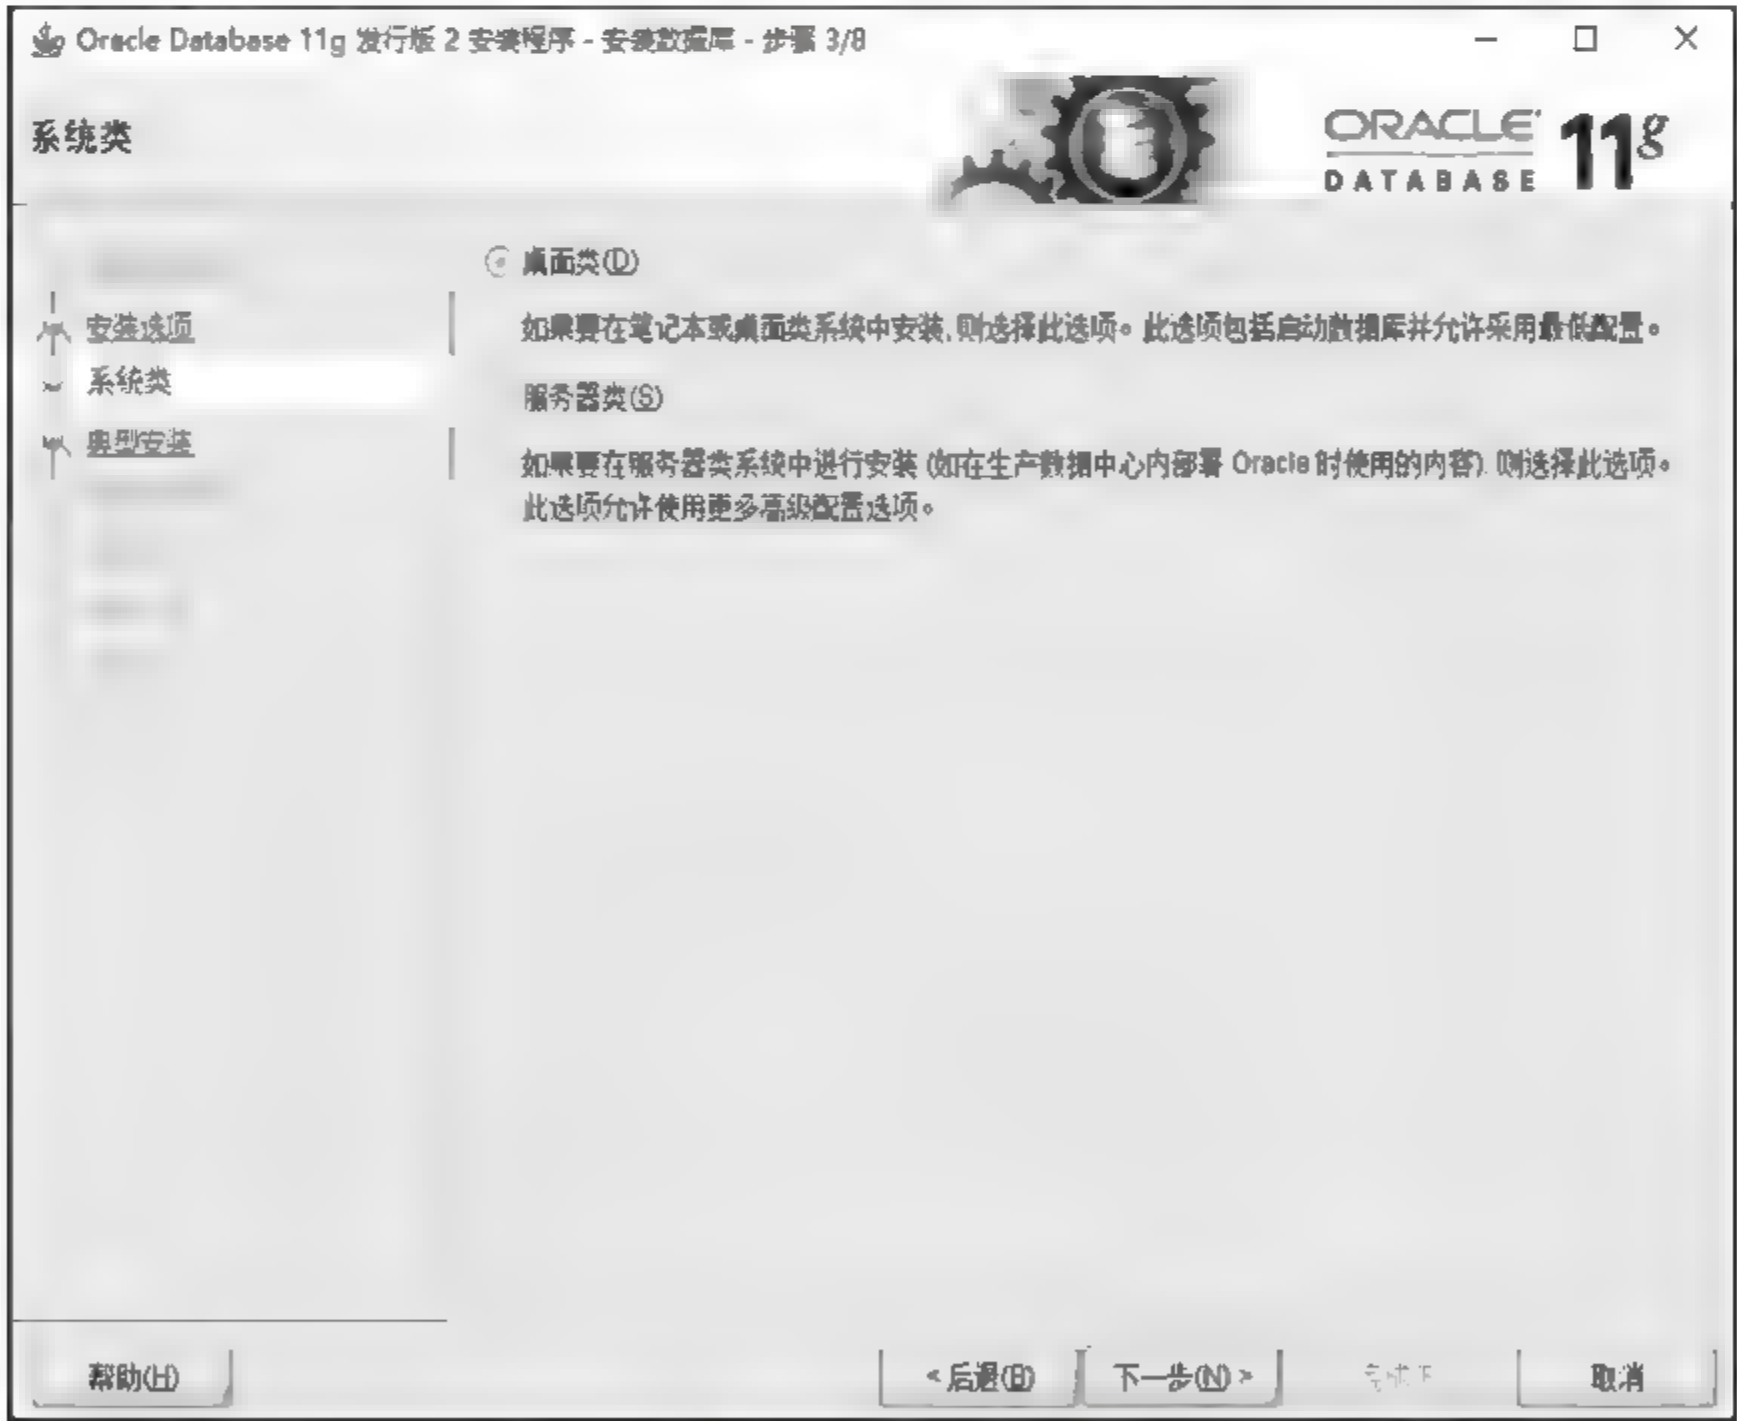 Oracle Database 11g 发行版 2 安装程序 - 安装数据库 - 步骤 3/8
系统类
ORACLE 11g
DATABASE
桌面类(D)
安装选项
如果要在笔记本或桌面类系统中安装, 则选择此选项。此选项包括启动数据库并允许采用最低配置。
系统类
服务器类(S)
典型安装
如果要在服务器类系统中进行安装 (如在生产数据中心内部署 Oracle 时使用的内容), 则选择此选项。
此选项允许使用更多高级配置选项。
帮助(H)
< 后退(B)
下一步(N) >
取消